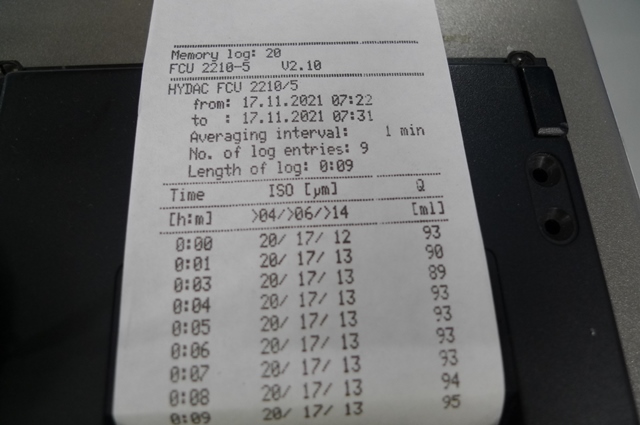 Memory log: 20
FCU 2210-5 V2.10
HYDAC FCU 2210/5
from: 17.11.2021 07:22
to : 17.11.2021 07:31
Averaging interval: 1 min
No. of log entries: 9
Length of log: 0:09
Time ISO [µm] Q
[h:m] >04/>06/>14 [ml]
0:00 20/ 17/ 12 93
0:01 20/ 17/ 13 90
0:03 20/ 17/ 13 89
0:04 20/ 17/ 13 93
0:05 20/ 17/ 13 93
0:06 20/ 17/ 13 93
0:07 20/ 17/ 13 93
0:08 20/ 17/ 13 94
0:09 20/ 17/ 13 95